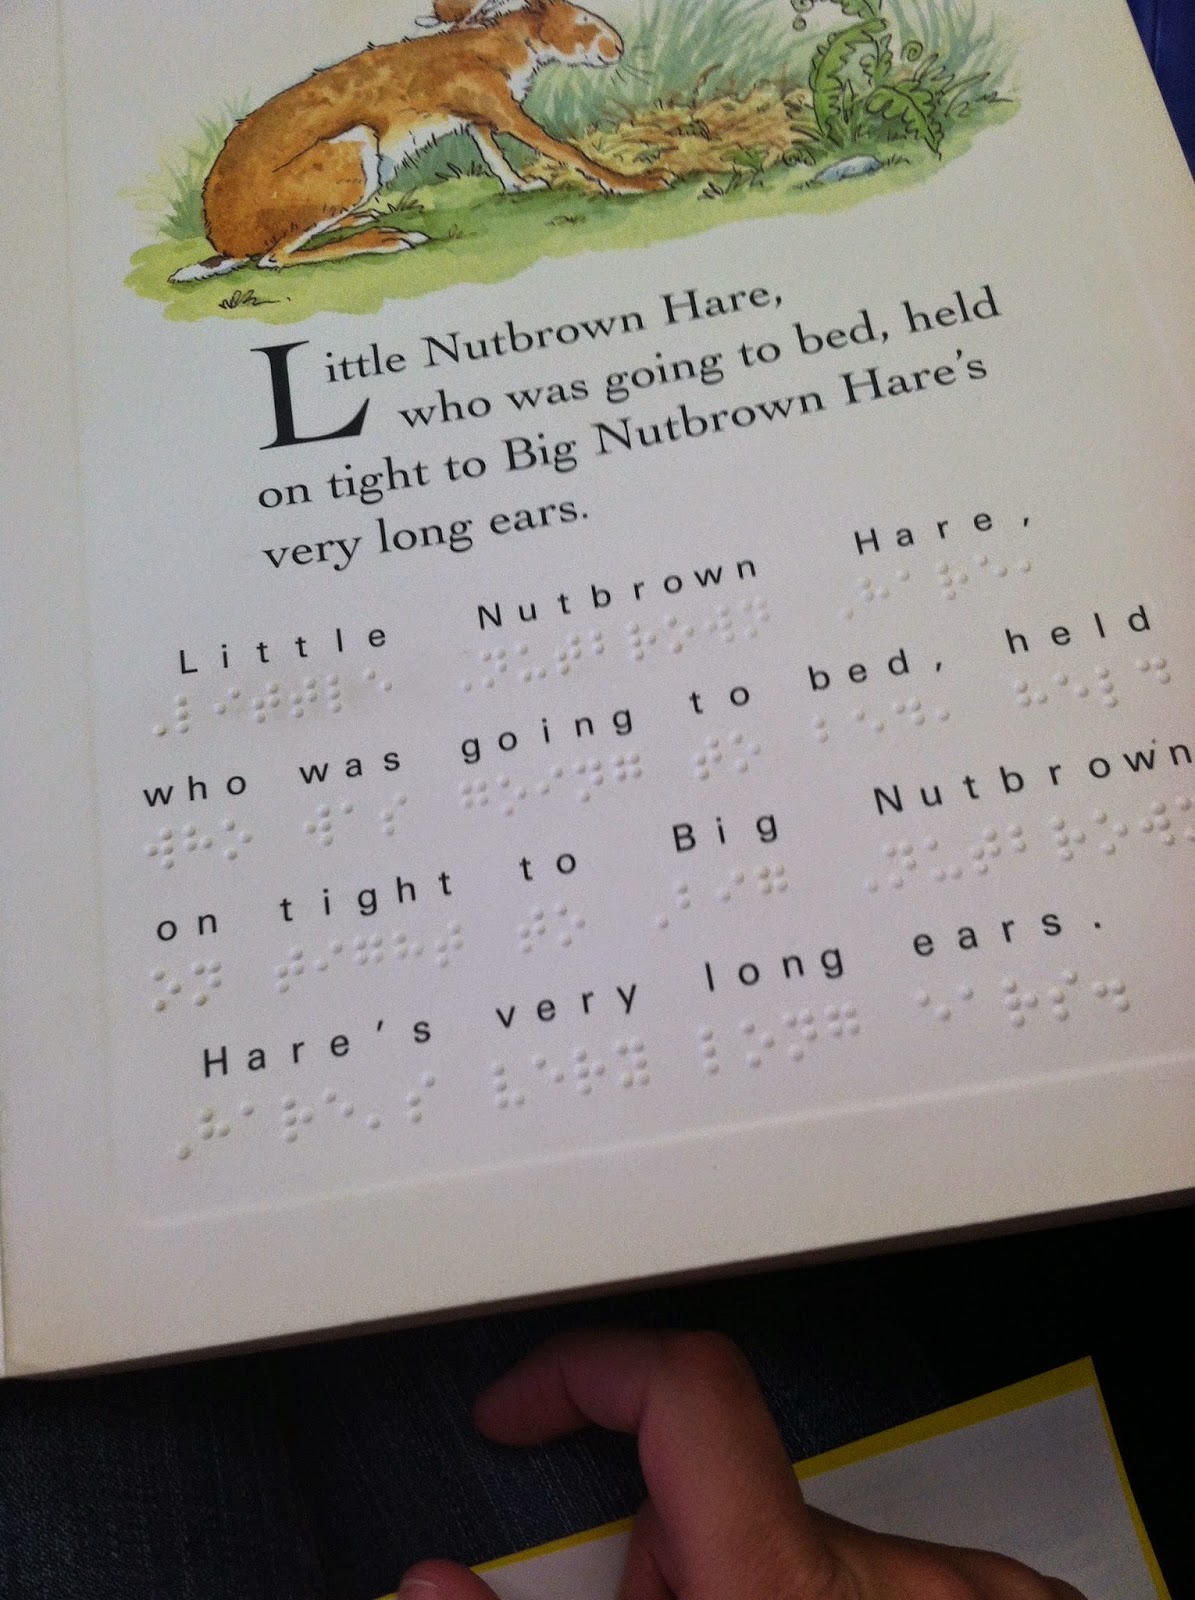 Little Nutbrown Hare,
who was going to bed, held
on tight to Big Nutbrown Hare's
very long ears.
Little Nutbrown Hare,
⠠⠇⠊⠞⠞⠇⠑ ⠠⠝⠥⠞⠃⠗⠕⠺⠝ ⠠⠓⠁⠗⠑⠂
who was going to bed, held
⠺⠓⠕ ⠺⠁⠎ ⠛⠕⠊⠝⠛ ⠞⠕ ⠃⠑⠙⠂ ⠓⠑⠇⠙
on tight to Big Nutbrown
⠕⠝ ⠞⠊⠛⠓⠞ ⠞⠕ ⠠⠃⠊⠛ ⠠⠝⠥⠞⠃⠗⠕⠺⠝
Hare's very long ears.
⠠⠓⠁⠗⠑⠄⠎ ⠧⠑⠗⠽ ⠇⠕⠝⠛ ⠑⠁⠗⠎⠲